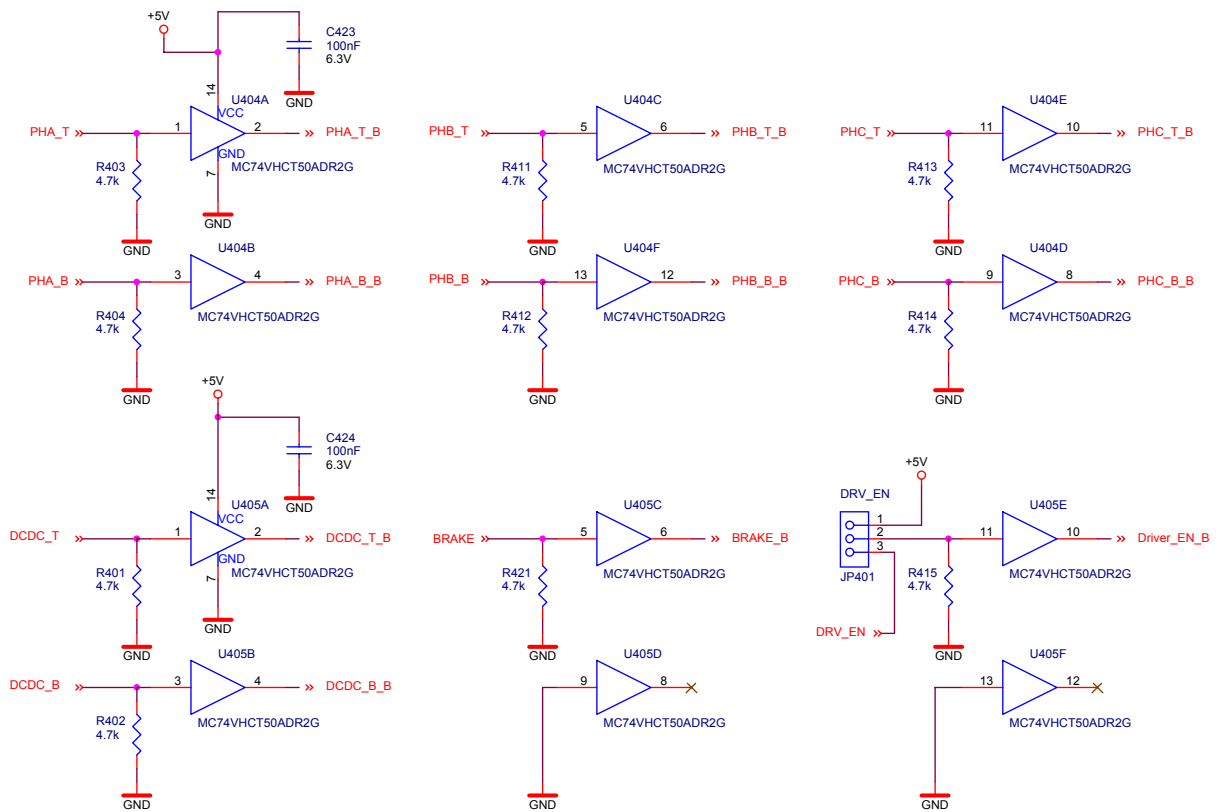 +5V
C423
100nF
6.3V
GND
14
U404A
VCC
PHA_T
1
2
PHA_T_B
GND
MC74VHCT50ADR2G
7
GND
R403
4.7k
GND
U404C
PHB_T
5
6
PHB_T_B
MC74VHCT50ADR2G
R411
4.7k
GND
U404E
PHC_T
11
10
PHC_T_B
MC74VHCT50ADR2G
R413
4.7k
GND
U404B
PHA_B
3
4
PHA_B_B
MC74VHCT50ADR2G
R404
4.7k
GND
U404F
PHB_B
13
12
PHB_B_B
MC74VHCT50ADR2G
R412
4.7k
GND
U404D
PHC_B
9
8
PHC_B_B
MC74VHCT50ADR2G
R414
4.7k
GND
+5V
C424
100nF
6.3V
GND
14
U405A
VCC
DCDC_T
1
2
DCDC_T_B
GND
MC74VHCT50ADR2G
7
GND
R401
4.7k
GND
U405C
BRAKE
5
6
BRAKE_B
MC74VHCT50ADR2G
R421
4.7k
GND
+5V
DRV_EN
1
2
3
JP401
DRV_EN
U405E
11
10
Driver_EN_B
MC74VHCT50ADR2G
R415
4.7k
GND
U405B
DCDC_B
3
4
DCDC_B_B
MC74VHCT50ADR2G
R402
4.7k
GND
U405D
9
8
MC74VHCT50ADR2G
GND
U405F
13
12
MC74VHCT50ADR2G
GND